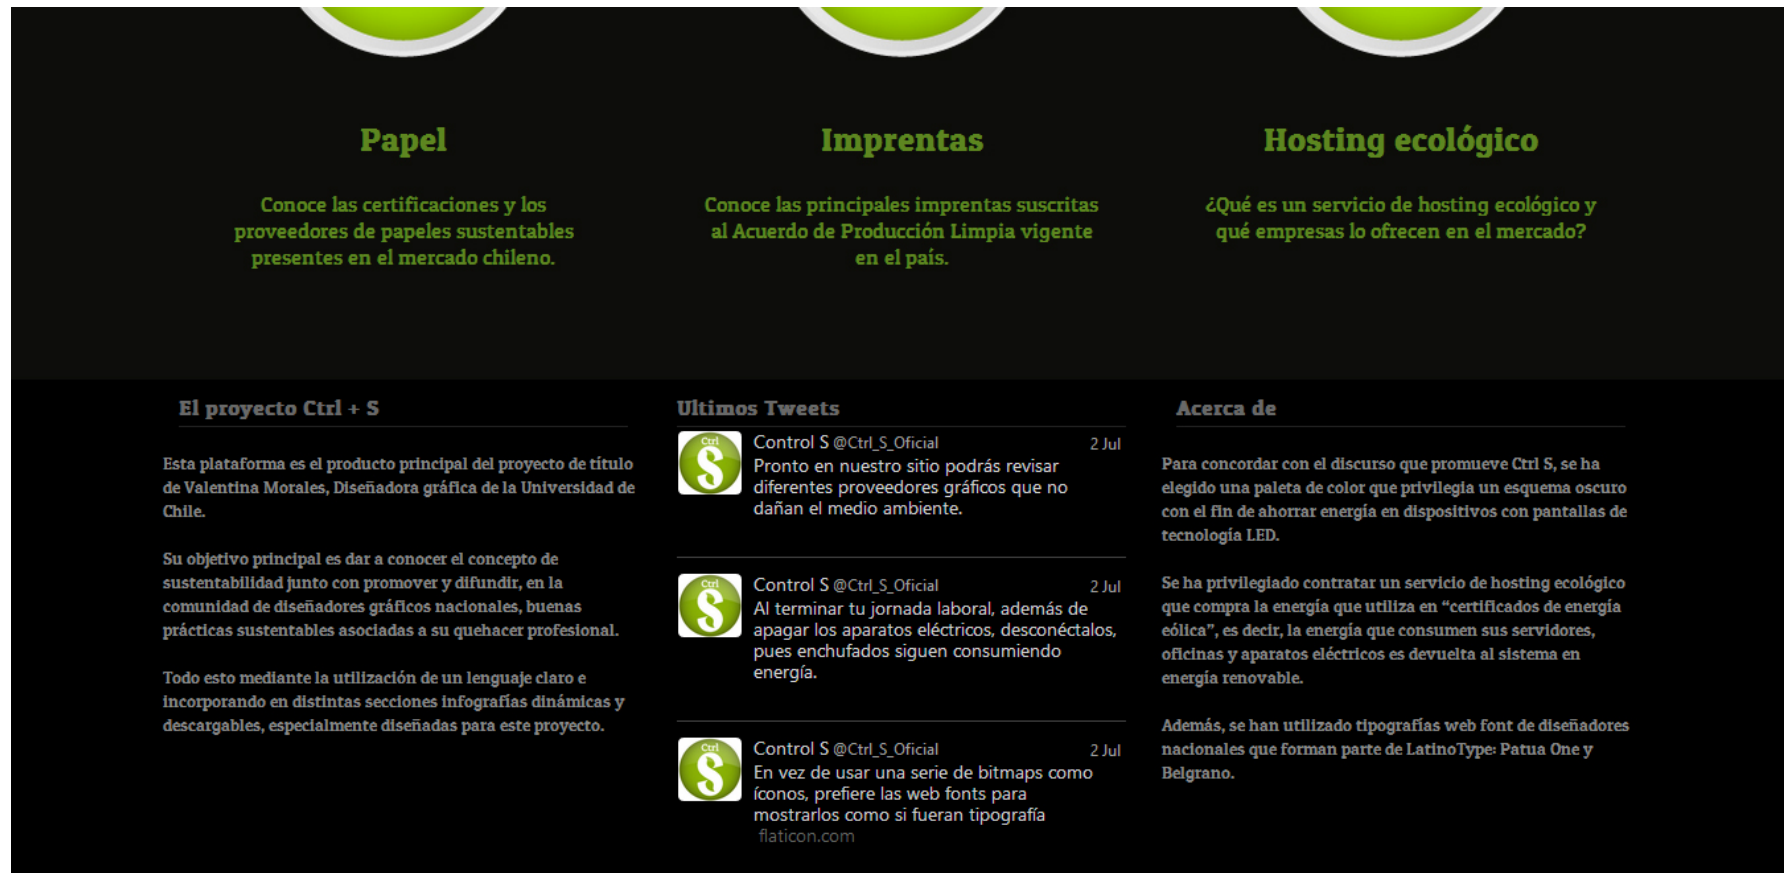 Papel
Conoce las certificaciones y los
proveedores de papeles sustentables
presentes en el mercado chileno.
Imprentas
Conoce las principales imprentas suscritas
al Acuerdo de Producción Limpia vigente
en el país.
Hosting ecológico
¿Qué es un servicio de hosting ecológico y
qué empresas lo ofrecen en el mercado?
El proyecto Ctrl + S
Esta plataforma es el producto principal del proyecto de título
de Valentina Morales, Diseñadora gráfica de la Universidad de
Chile.
Su objetivo principal es dar a conocer el concepto de
sustentabilidad junto con promover y difundir, en la
comunidad de diseñadores gráficos nacionales, buenas
prácticas sustentables asociadas a su quehacer profesional.
Todo esto mediante la utilización de un lenguaje claro e
incorporando en distintas secciones infografías dinámicas y
descargables, especialmente diseñadas para este proyecto.
Ultimos Tweets
Ctrl
S
Control S @Ctrl_S_Oficial 2 Jul
Pronto en nuestro sitio podrás revisar
diferentes proveedores gráficos que no
dañan el medio ambiente.
Ctrl
S
Control S @Ctrl_S_Oficial 2 Jul
Al terminar tu jornada laboral, además de
apagar los aparatos eléctricos, desconéctalos,
pues enchufados siguen consumiendo
energía.
Ctrl
S
Control S @Ctrl_S_Oficial 2 Jul
En vez de usar una serie de bitmaps como
íconos, prefiere las web fonts para
mostrarlos como si fueran tipografía
flaticon.com
Acerca de
Para concordar con el discurso que promueve Ctrl S, se ha
elegido una paleta de color que privilegia un esquema oscuro
con el fin de ahorrar energía en dispositivos con pantallas de
tecnología LED.
Se ha privilegiado contratar un servicio de hosting ecológico
que compra la energía que utiliza en “certificados de energía
eólica”, es decir, la energía que consumen sus servidores,
oficinas y aparatos eléctricos es devuelta al sistema en
energía renovable.
Además, se han utilizado tipografías web font de diseñadores
nacionales que forman parte de LatinoType: Patua One y
Belgrano.